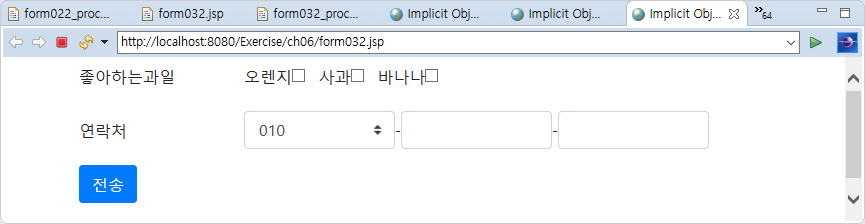 form022_proc... form032.jsp form032_proc... Implicit Obj... Implicit Obj... Implicit Obj... »64
http://localhost:8080/Exercise/ch06/form032.jsp
좋아하는과일 오렌지 사과 바나나
연락처 010 - -
전송